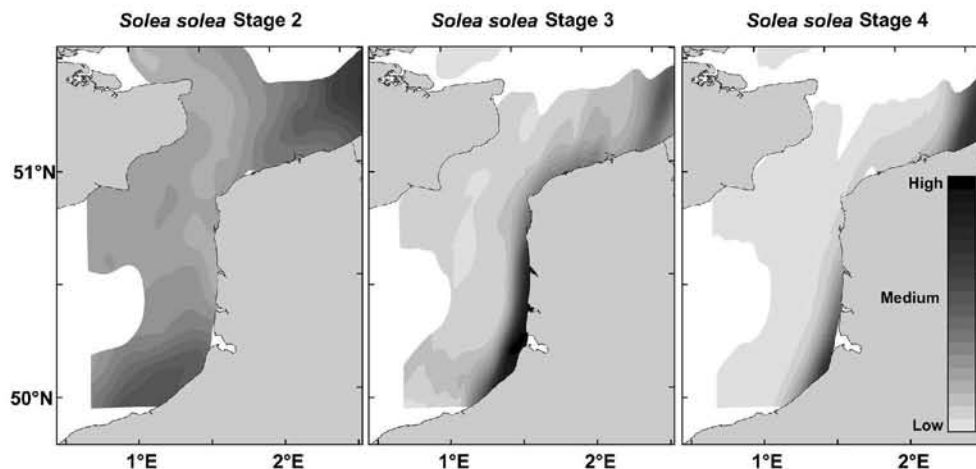 Solea solea Stage 2
Solea solea Stage 3
Solea solea Stage 4
51°N
50°N
High
Medium
Low
1°E
2°E
1°E
2°E
1°E
2°E